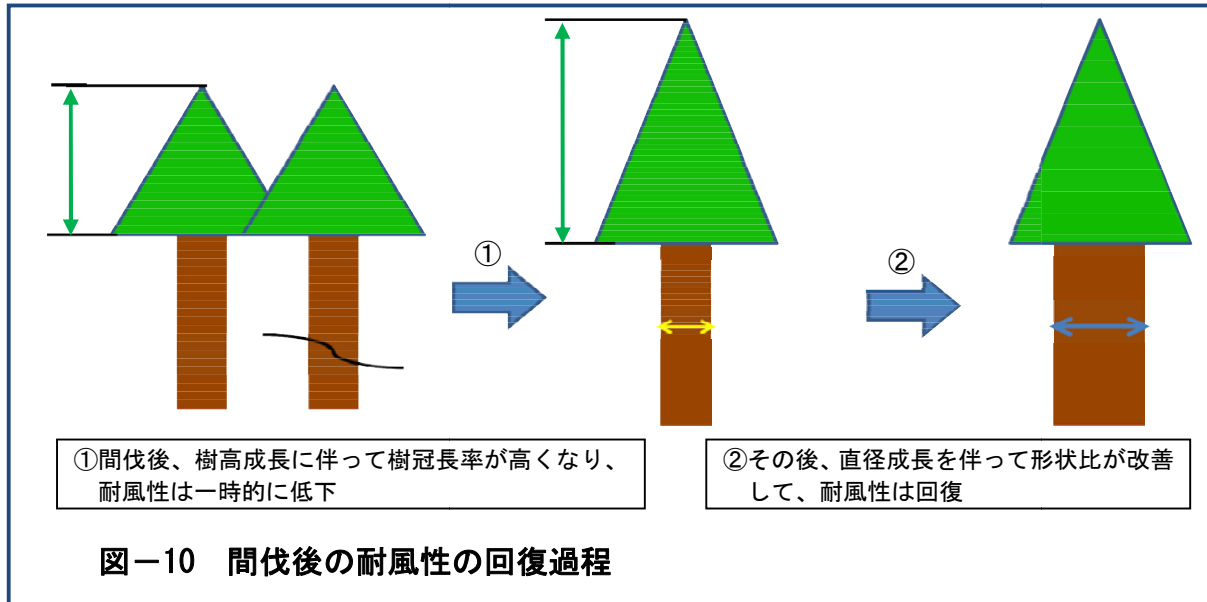 ①
②
①間伐後、樹高成長に伴って樹冠長率が高くなり、
耐風性は一時的に低下
②その後、直径成長を伴って形状比が改善
して、耐風性は回復
図－10　間伐後の耐風性の回復過程